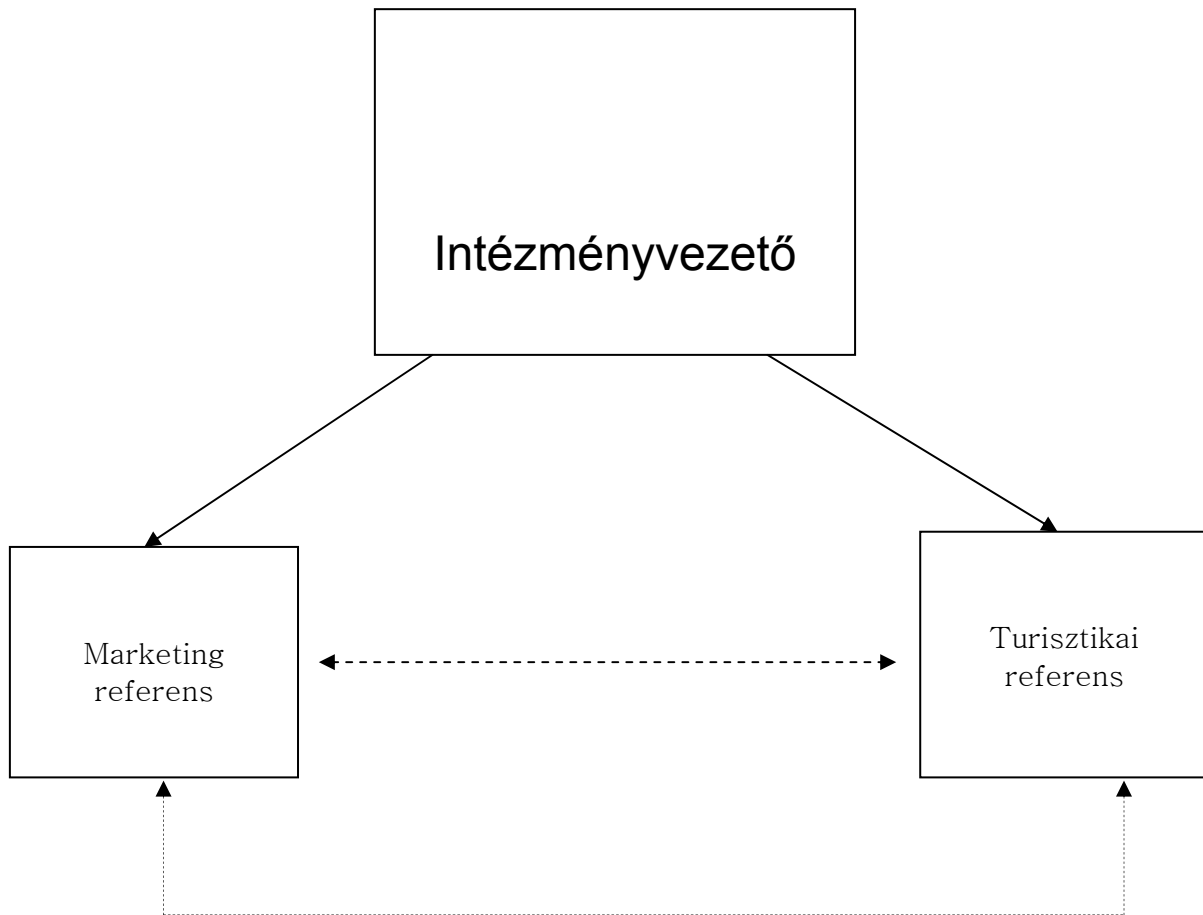 Intézményvezető
Marketing
referens
Turisztikai
referens